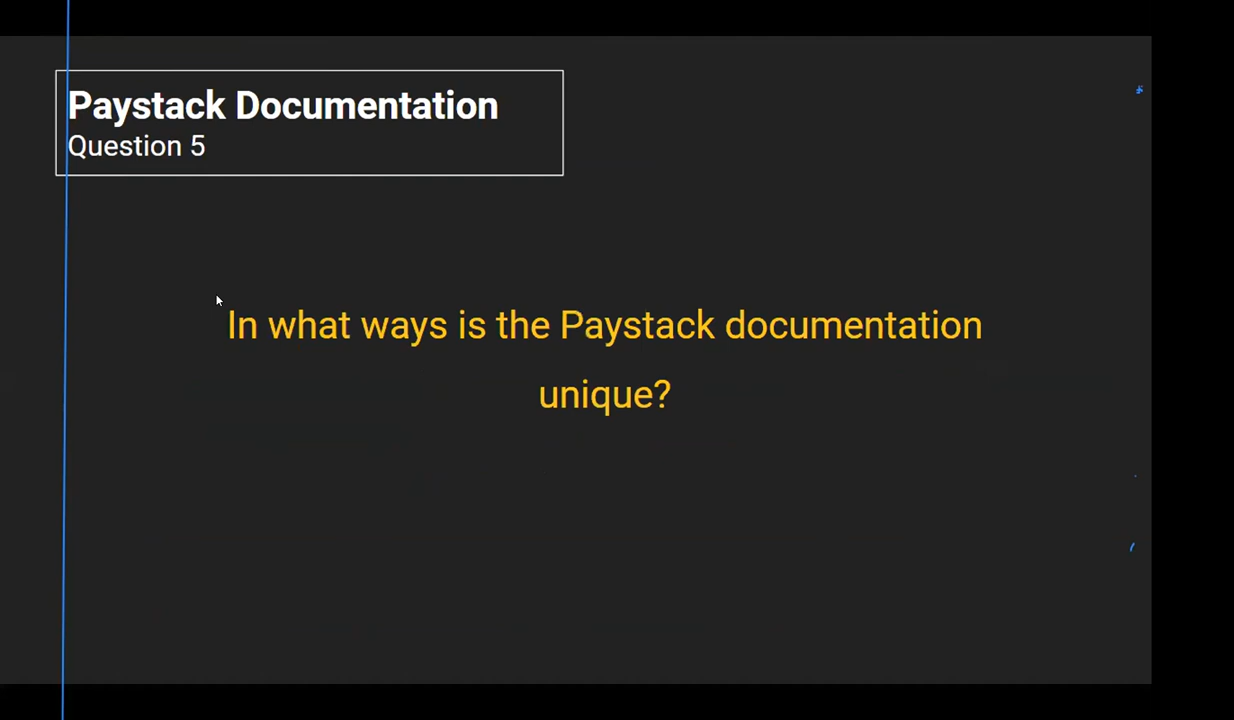 Paystack Documentation
Question 5
In what ways is the Paystack documentation
unique?